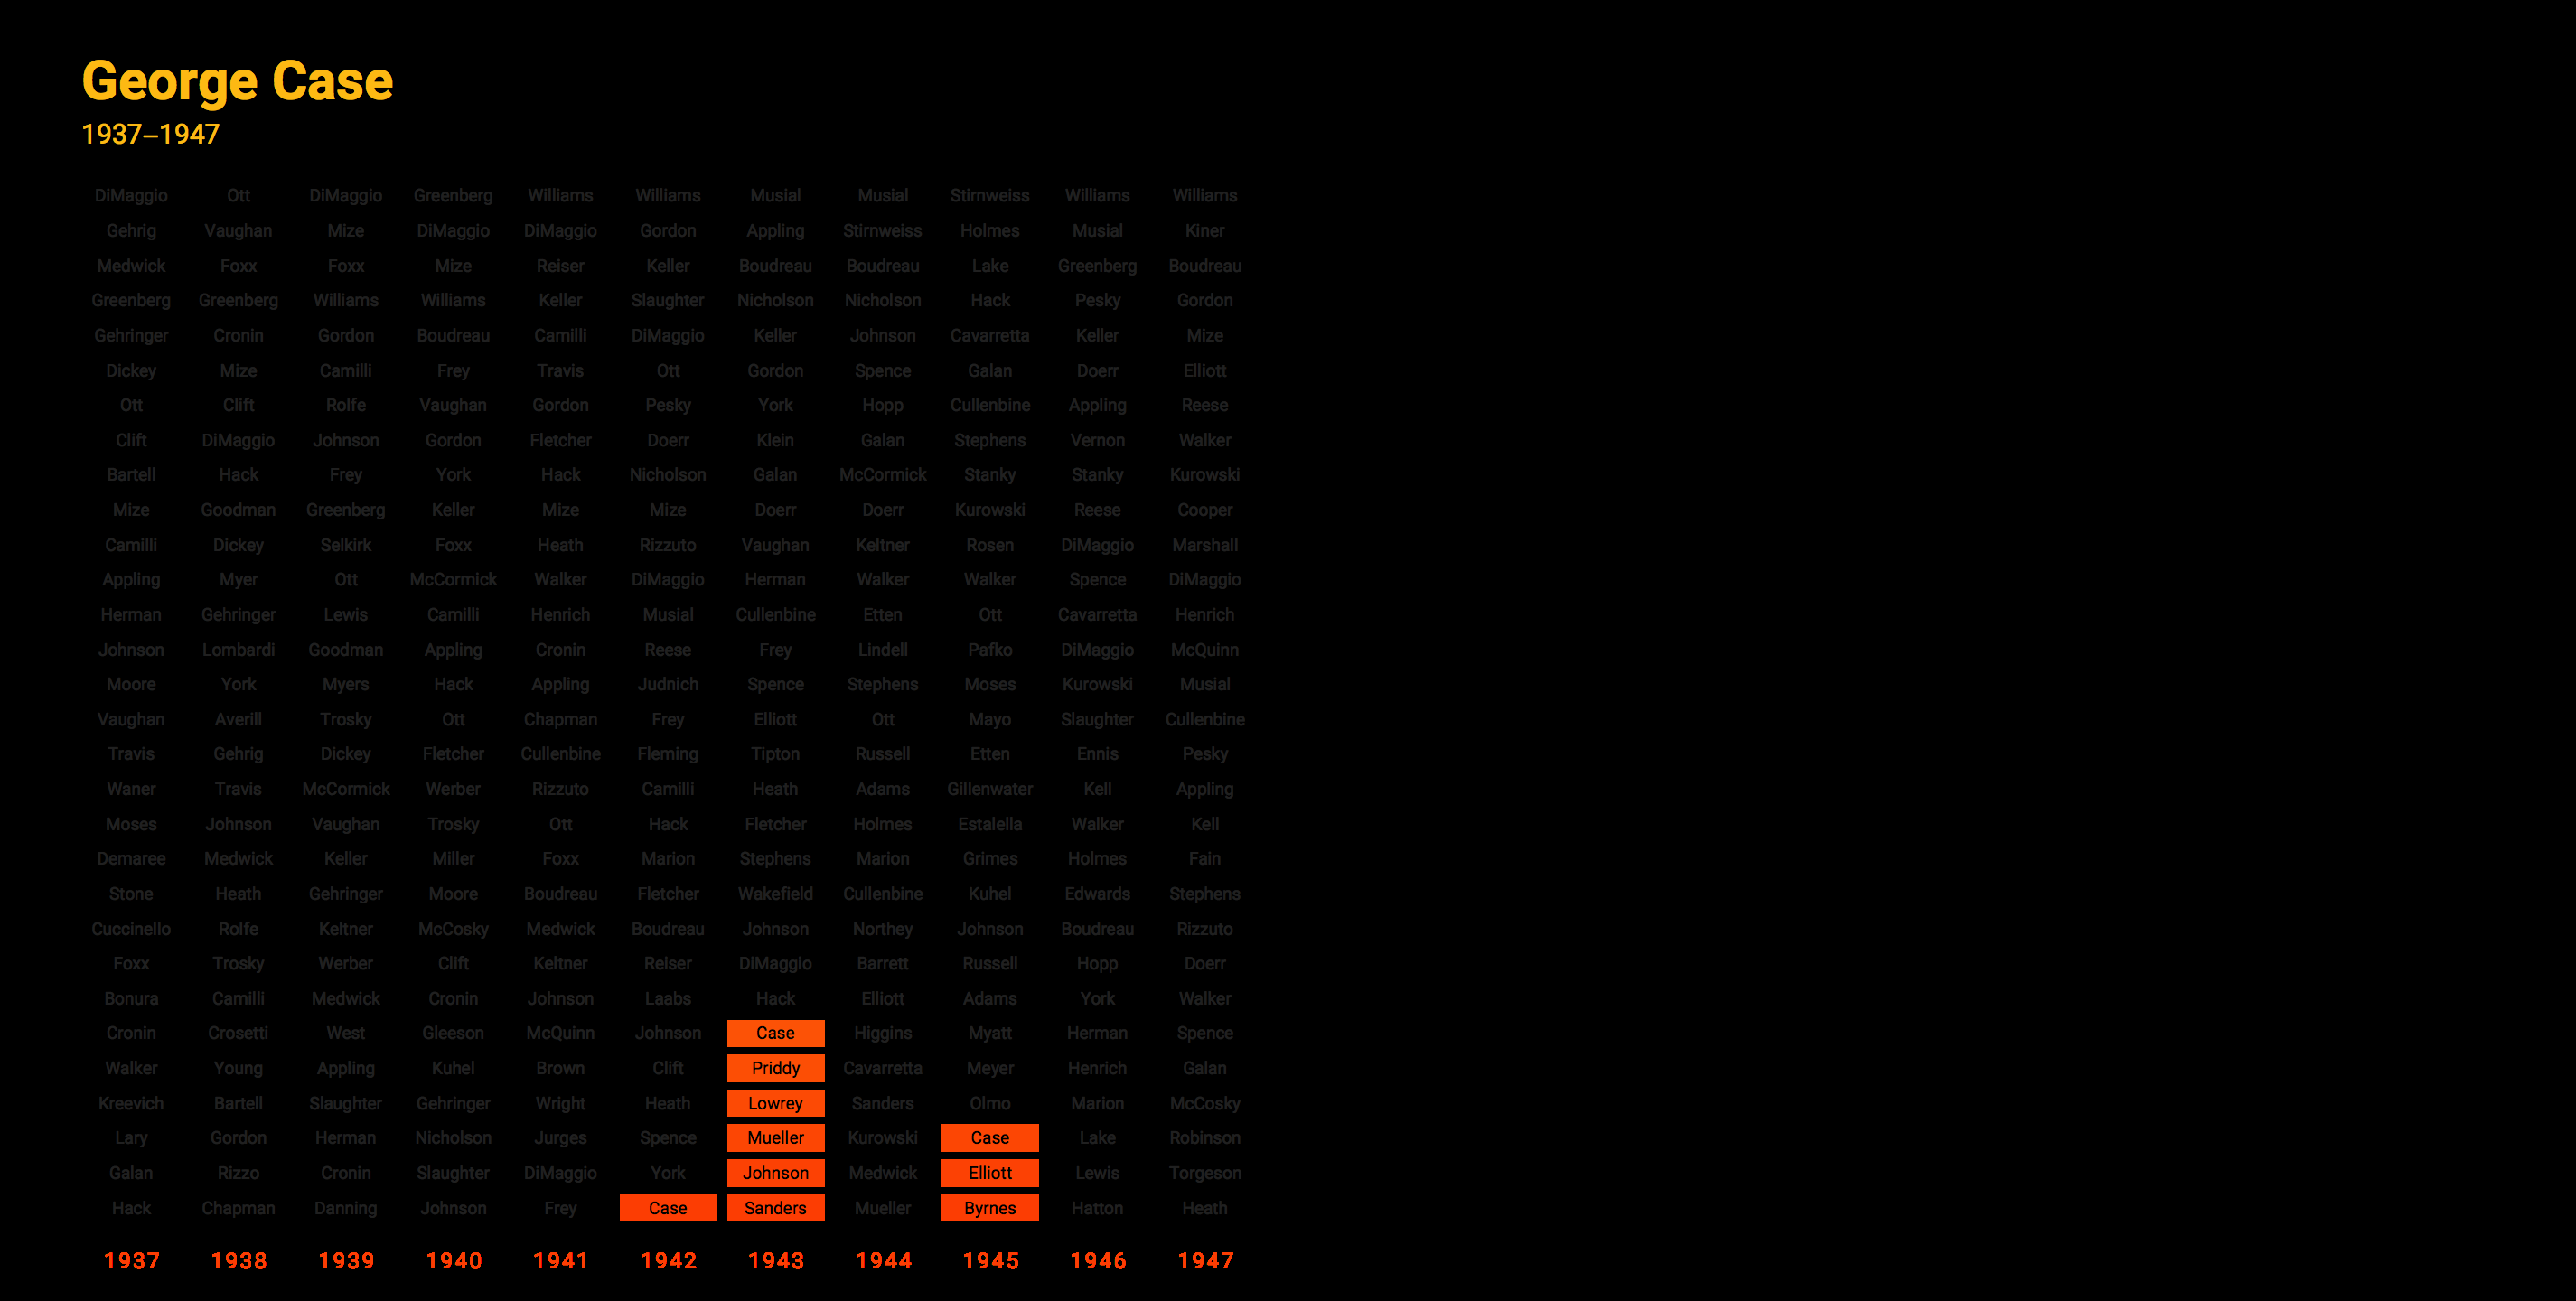 George Case
1937–1947
DiMaggio Ott DiMaggio Greenberg Williams Williams Musial Musial Stirnweiss Williams Williams
Gehrig Vaughan Mize DiMaggio DiMaggio Gordon Appling Stirnweiss Holmes Musial Kiner
Medwick Foxx Foxx Mize Reiser Keller Boudreau Boudreau Lake Greenberg Boudreau
Greenberg Greenberg Williams Williams Keller Slaughter Nicholson Nicholson Hack Pesky Gordon
Gehringer Cronin Gordon Boudreau Camilli DiMaggio Keller Johnson Cavarretta Keller Mize
Dickey Mize Camilli Frey Travis Ott Gordon Spence Galan Doerr Elliott
Ott Clift Rolfe Vaughan Gordon Pesky York Hopp Cullenbine Appling Reese
Clift DiMaggio Johnson Gordon Fletcher Doerr Klein Galan Stephens Vernon Walker
Bartell Hack Frey York Hack Nicholson Galan McCormick Stanky Stanky Kurowski
Mize Goodman Greenberg Keller Mize Mize Doerr Doerr Kurowski Reese Cooper
Camilli Dickey Selkirk Foxx Heath Rizzuto Vaughan Keltner Rosen DiMaggio Marshall
Appling Myer Ott McCormick Walker DiMaggio Herman Walker Walker Spence DiMaggio
Herman Gehringer Lewis Camilli Henrich Musial Cullenbine Etten Ott Cavarretta Henrich
Johnson Lombardi Goodman Appling Cronin Reese Frey Lindell Pafko DiMaggio McQuinn
Moore York Myers Hack Appling Judnich Spence Stephens Moses Kurowski Musial
Vaughan Averill Trosky Ott Chapman Frey Elliott Ott Mayo Slaughter Cullenbine
Travis Gehrig Dickey Fletcher Cullenbine Fleming Tipton Russell Etten Ennis Pesky
Waner Travis McCormick Werber Rizzuto Camilli Heath Adams Gillenwater Kell Appling
Moses Johnson Vaughan Trosky Ott Hack Fletcher Holmes Estalella Walker Kell
Demaree Medwick Keller Miller Foxx Marion Stephens Marion Grimes Holmes Fain
Stone Heath Gehringer Moore Boudreau Fletcher Wakefield Cullenbine Kuhel Edwards Stephens
Cuccinello Rolfe Keltner McCosky Medwick Boudreau Johnson Northey Johnson Boudreau Rizzuto
Foxx Trosky Werber Clift Keltner Reiser DiMaggio Barrett Russell Hopp Doerr
Bonura Camilli Medwick Cronin Johnson Laabs Hack Elliott Adams York Walker
Cronin Crosetti West Gleeson McQuinn Johnson Case Higgins Myatt Herman Spence
Walker Young Appling Kuhel Brown Clift Priddy Cavarretta Meyer Henrich Galan
Kreevich Bartell Slaughter Gehringer Wright Heath Lowrey Sanders Olmo Marion McCosky
Lary Gordon Herman Nicholson Jurges Spence Mueller Kurowski Case Lake Robinson
Galan Rizzo Cronin Slaughter DiMaggio York Johnson Medwick Elliott Lewis Torgeson
Hack Chapman Danning Johnson Frey Case Sanders Mueller Byrnes Hatton Heath
1937 1938 1939 1940 1941 1942 1943 1944 1945 1946 1947